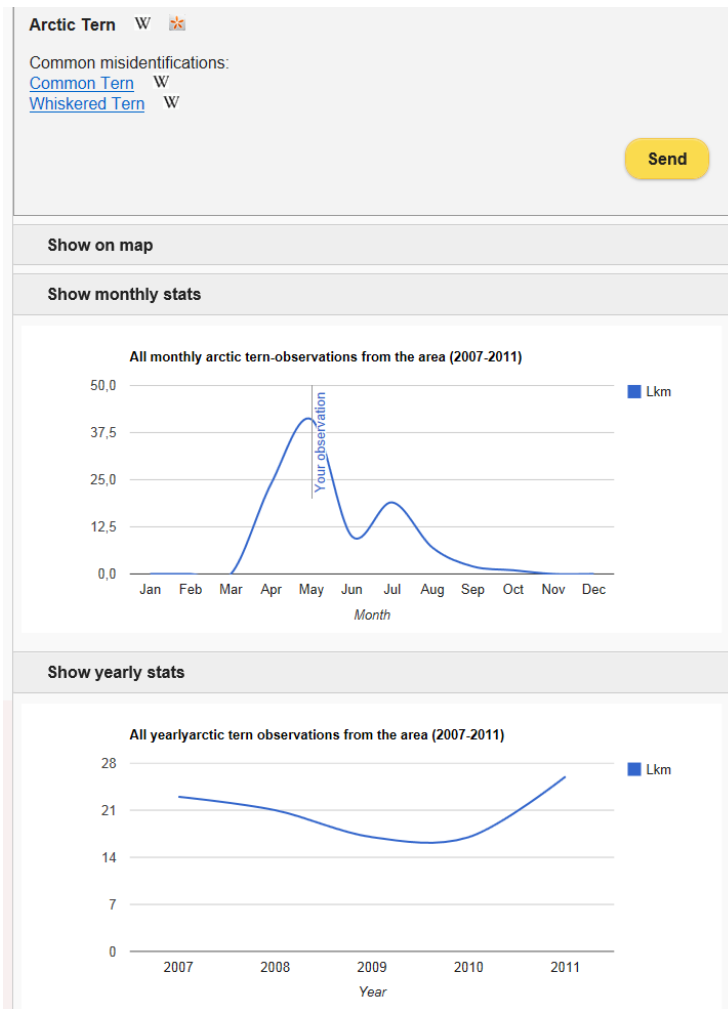 Arctic Tern W
Common misidentifications:
Common Tern W
Whiskered Tern W
Send
Show on map
Show monthly stats
All monthly arctic tern-observations from the area (2007-2011)
50,0
37,5
25,0
12,5
0,0
Your observation
Lkm
Jan Feb Mar Apr May Jun Jul Aug Sep Oct Nov Dec
Month
Show yearly stats
All yearlyarctic tern observations from the area (2007-2011)
28
21
14
7
0
Lkm
2007 2008 2009 2010 2011
Year